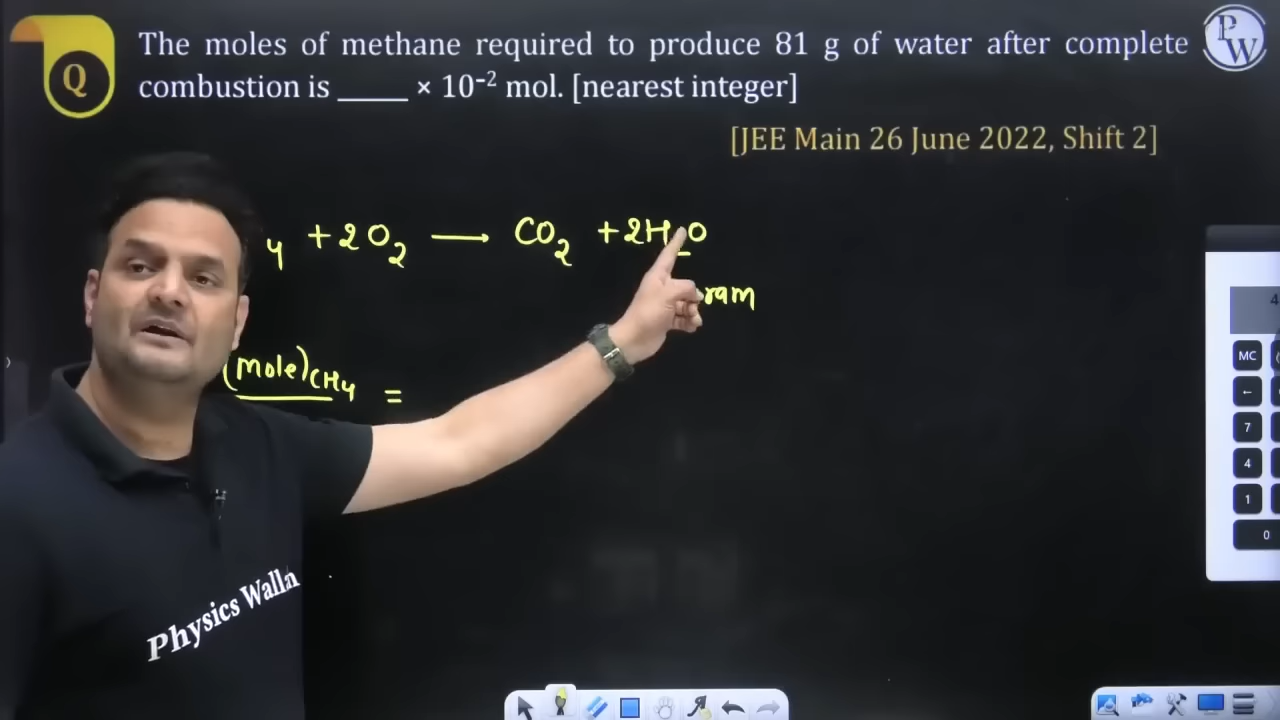 Q
The moles of methane required to produce 81 g of water after complete
combustion is _____ × 10⁻² mol. [nearest integer]
[JEE Main 26 June 2022, Shift 2]
P
W
4 + 2O₂ ⟶ CO₂ + 2H₂O
ram
(mole)CH₄ =
Physics Walla
4
MC
←
7
4
1
0